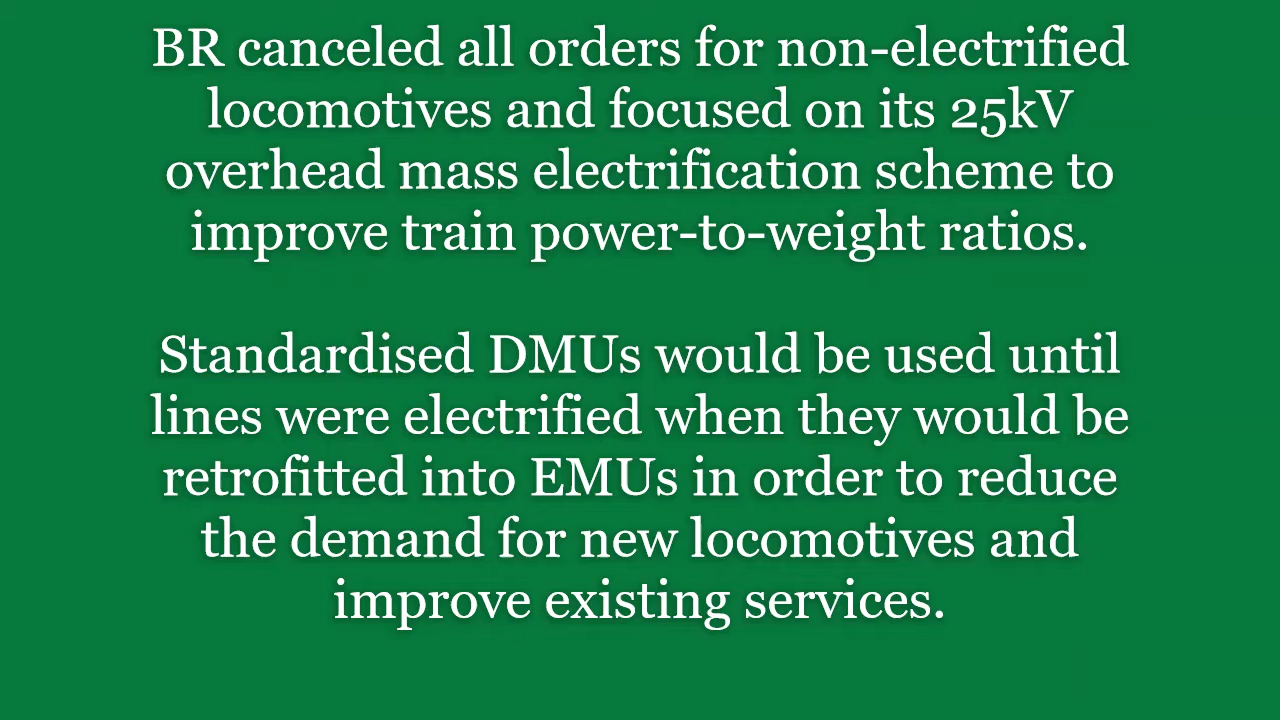 BR canceled all orders for non-electrified
locomotives and focused on its 25kV
overhead mass electrification scheme to
improve train power-to-weight ratios.
Standardised DMUs would be used until
lines were electrified when they would be
retrofitted into EMUs in order to reduce
the demand for new locomotives and
improve existing services.